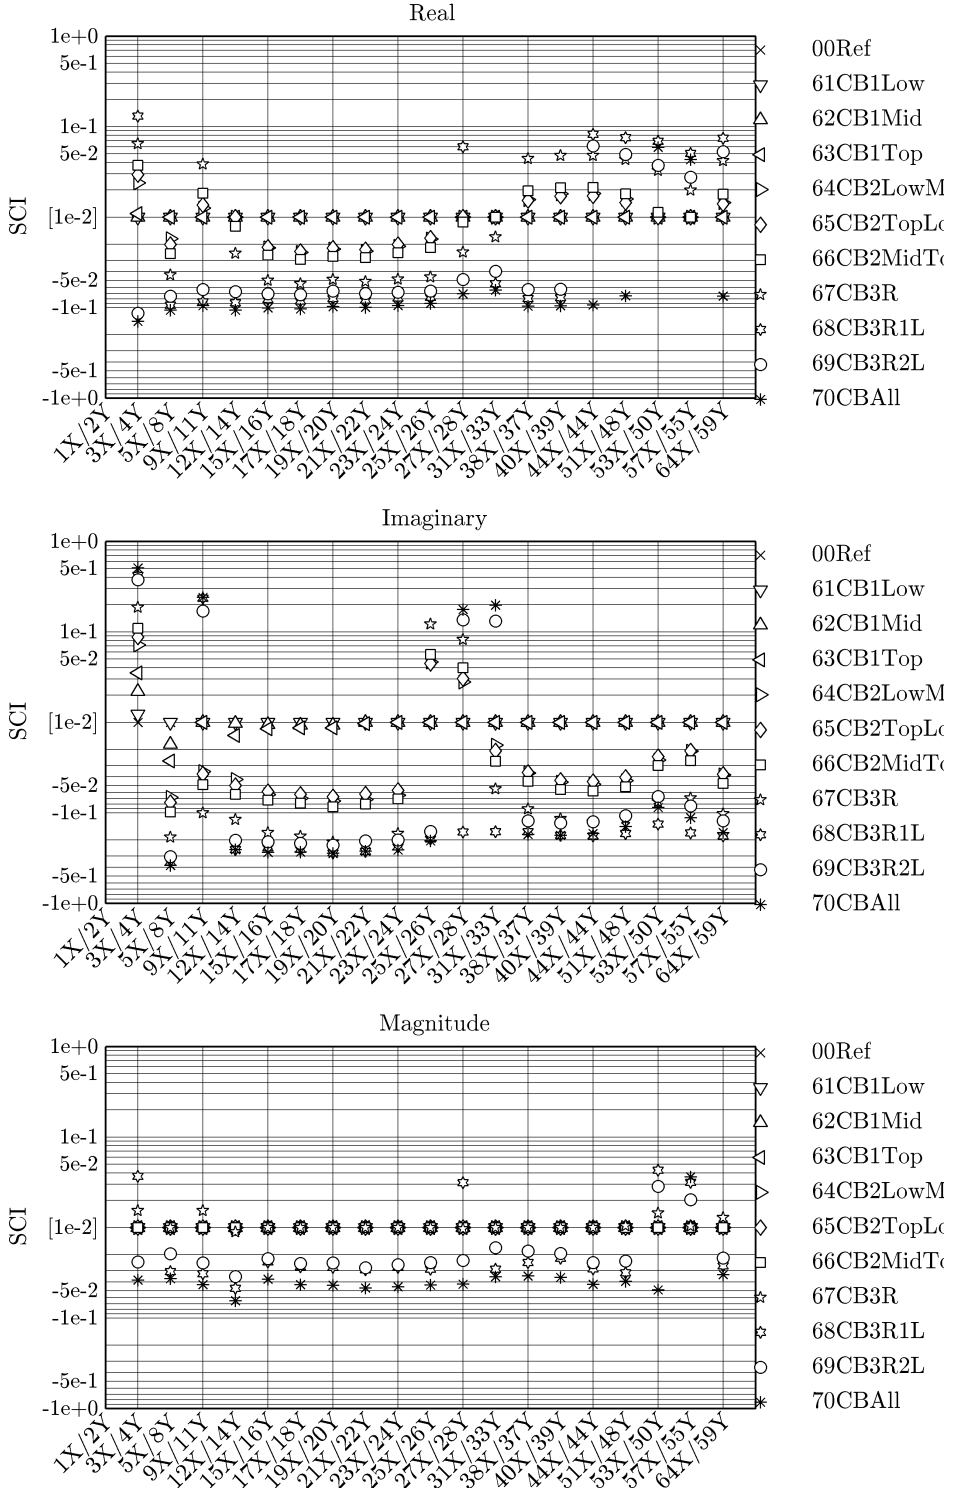 Real
SCI
1e+0
5e-1
1e-1
5e-2
[1e-2]
-5e-2
-1e-1
-5e-1
-1e+0
1X/2Y
3X/4Y
5X/8Y
9X/11Y
12X/14Y
15X/16Y
17X/18Y
19X/20Y
21X/22Y
23X/24Y
25X/26Y
27X/28Y
31X/33Y
38X/37Y
40X/39Y
44X/44Y
51X/48Y
53X/50Y
57X/55Y
64X/59Y
00Ref
61CB1Low
62CB1Mid
63CB1Top
64CB2LowM
65CB2TopLo
66CB2MidTo
67CB3R
68CB3R1L
69CB3R2L
70CBAll
Imaginary
SCI
1e+0
5e-1
1e-1
5e-2
[1e-2]
-5e-2
-1e-1
-5e-1
-1e+0
1X/2Y
3X/4Y
5X/8Y
9X/11Y
12X/14Y
15X/16Y
17X/18Y
19X/20Y
21X/22Y
23X/24Y
25X/26Y
27X/28Y
31X/33Y
38X/37Y
40X/39Y
44X/44Y
51X/48Y
53X/50Y
57X/55Y
64X/59Y
00Ref
61CB1Low
62CB1Mid
63CB1Top
64CB2LowM
65CB2TopLo
66CB2MidTo
67CB3R
68CB3R1L
69CB3R2L
70CBAll
Magnitude
SCI
1e+0
5e-1
1e-1
5e-2
[1e-2]
-5e-2
-1e-1
-5e-1
-1e+0
1X/2Y
3X/4Y
5X/8Y
9X/11Y
12X/14Y
15X/16Y
17X/18Y
19X/20Y
21X/22Y
23X/24Y
25X/26Y
27X/28Y
31X/33Y
38X/37Y
40X/39Y
44X/44Y
51X/48Y
53X/50Y
57X/55Y
64X/59Y
00Ref
61CB1Low
62CB1Mid
63CB1Top
64CB2LowM
65CB2TopLo
66CB2MidTo
67CB3R
68CB3R1L
69CB3R2L
70CBAll